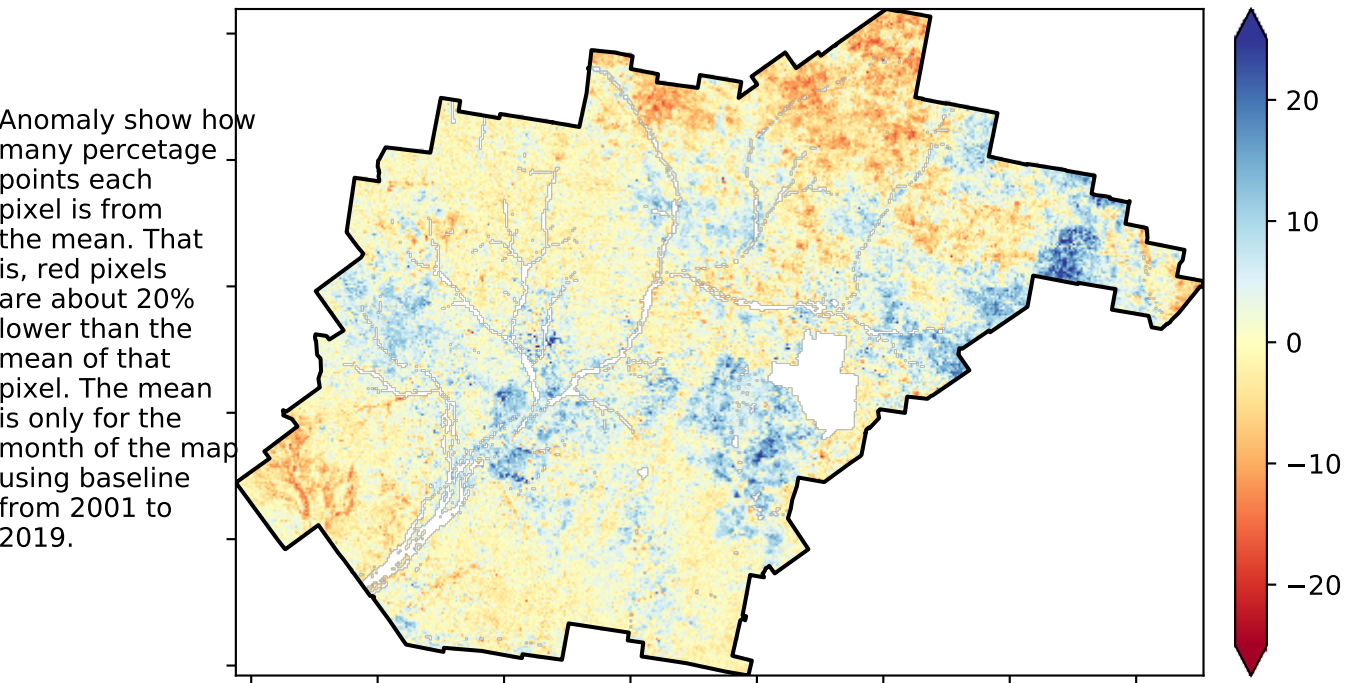 Anomaly show how
many percetage
points each
pixel is from
the mean. That
is, red pixels
are about 20%
lower than the
mean of that
pixel. The mean
is only for the
month of the map
using baseline
from 2001 to
2019.
20
10
0
−10
−20